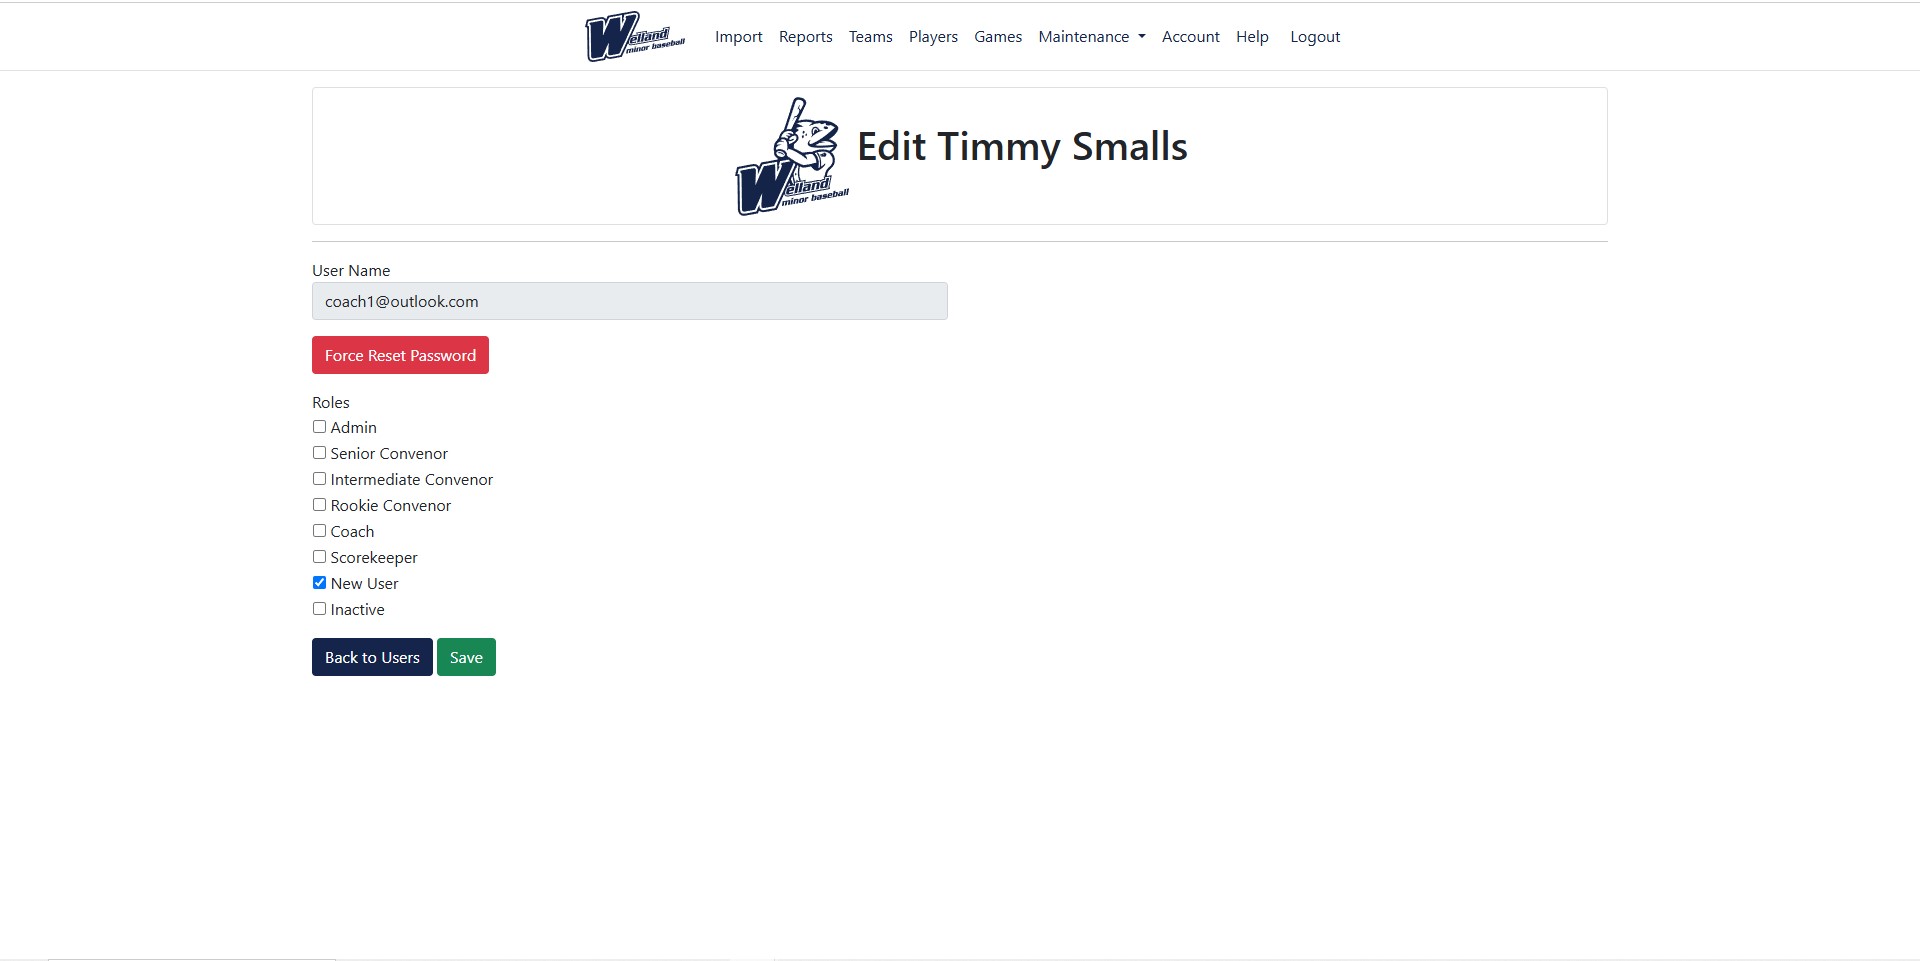 Welland minor baseball Import Reports Teams Players Games Maintenance Account Help Logout
Edit Timmy Smalls
Welland
minor baseball
User Name
coach1@outlook.com
Force Reset Password
Roles
Admin
Senior Convenor
Intermediate Convenor
Rookie Convenor
Coach
Scorekeeper
New User
Inactive
Back to Users Save